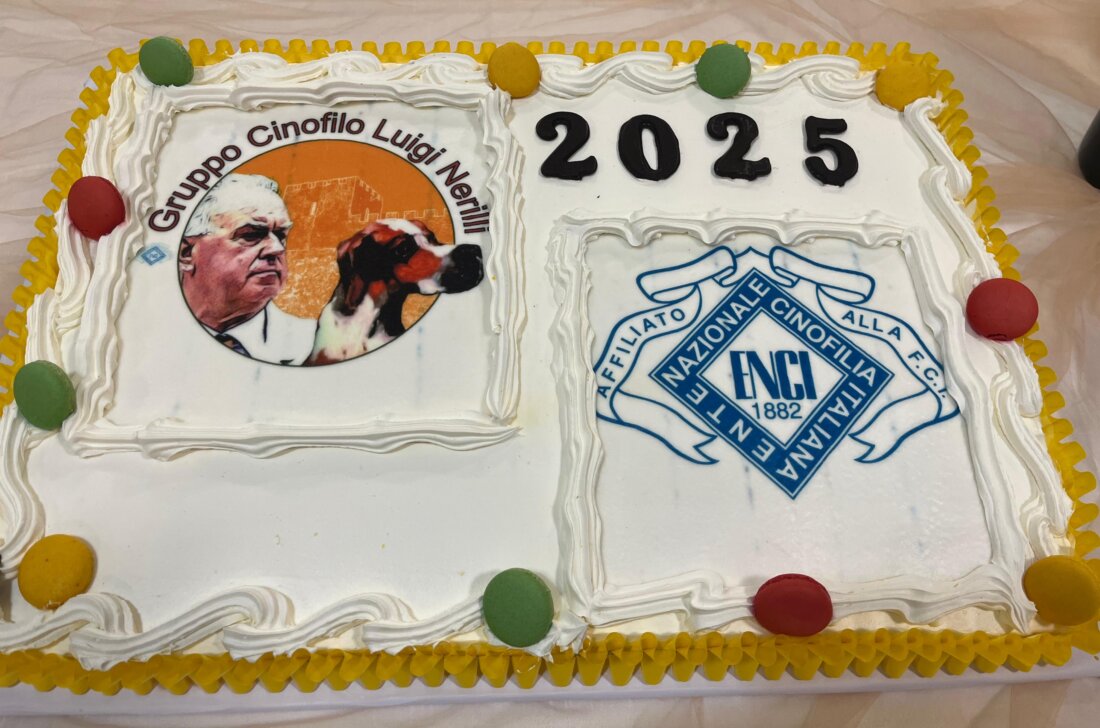 Gruppo Cinofilo Luigi Nerilli
2025
AFFILIATO ALLA F.C.I.
ENTE NAZIONALE CINOFILIA ITALIANA
ENCI
1882